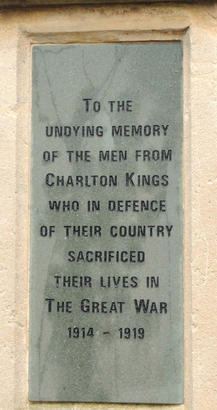 To the
undying memory
of the men from
Charlton Kings
who in defence
of their country
sacrificed
their lives in
The Great War
1914 - 1919